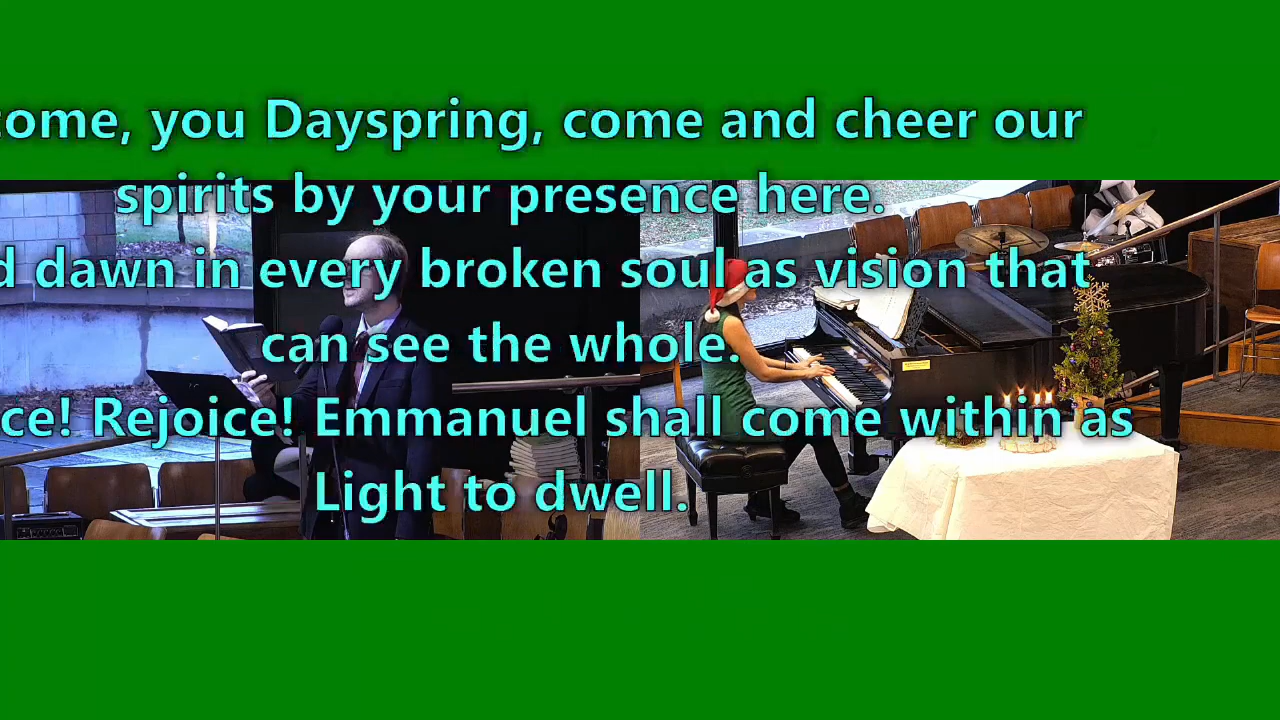 come, you Dayspring, come and cheer our
spirits by your presence here.
d dawn in every broken soul as vision that
can see the whole.
ce! Rejoice! Emmanuel shall come within as
Light to dwell.